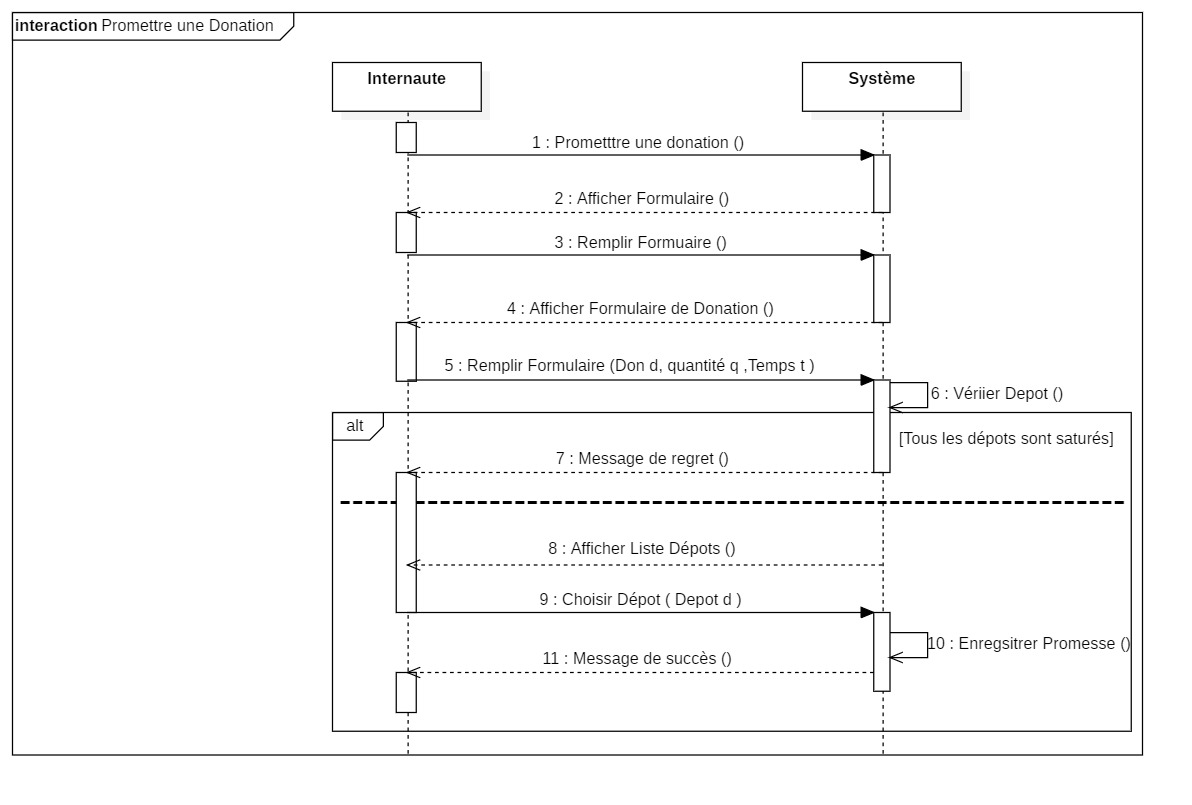 interaction Promettre une Donation
Internaute
Système
1 : Prometttre une donation ()
2 : Afficher Formulaire ()
3 : Remplir Formuaire ()
4 : Afficher Formulaire de Donation ()
5 : Remplir Formulaire (Don d, quantité q ,Temps t )
6 : Vériier Depot ()
alt
[Tous les dépots sont saturés]
7 : Message de regret ()
8 : Afficher Liste Dépots ()
9 : Choisir Dépot ( Depot d )
10 : Enregsitrer Promesse ()
11 : Message de succès ()